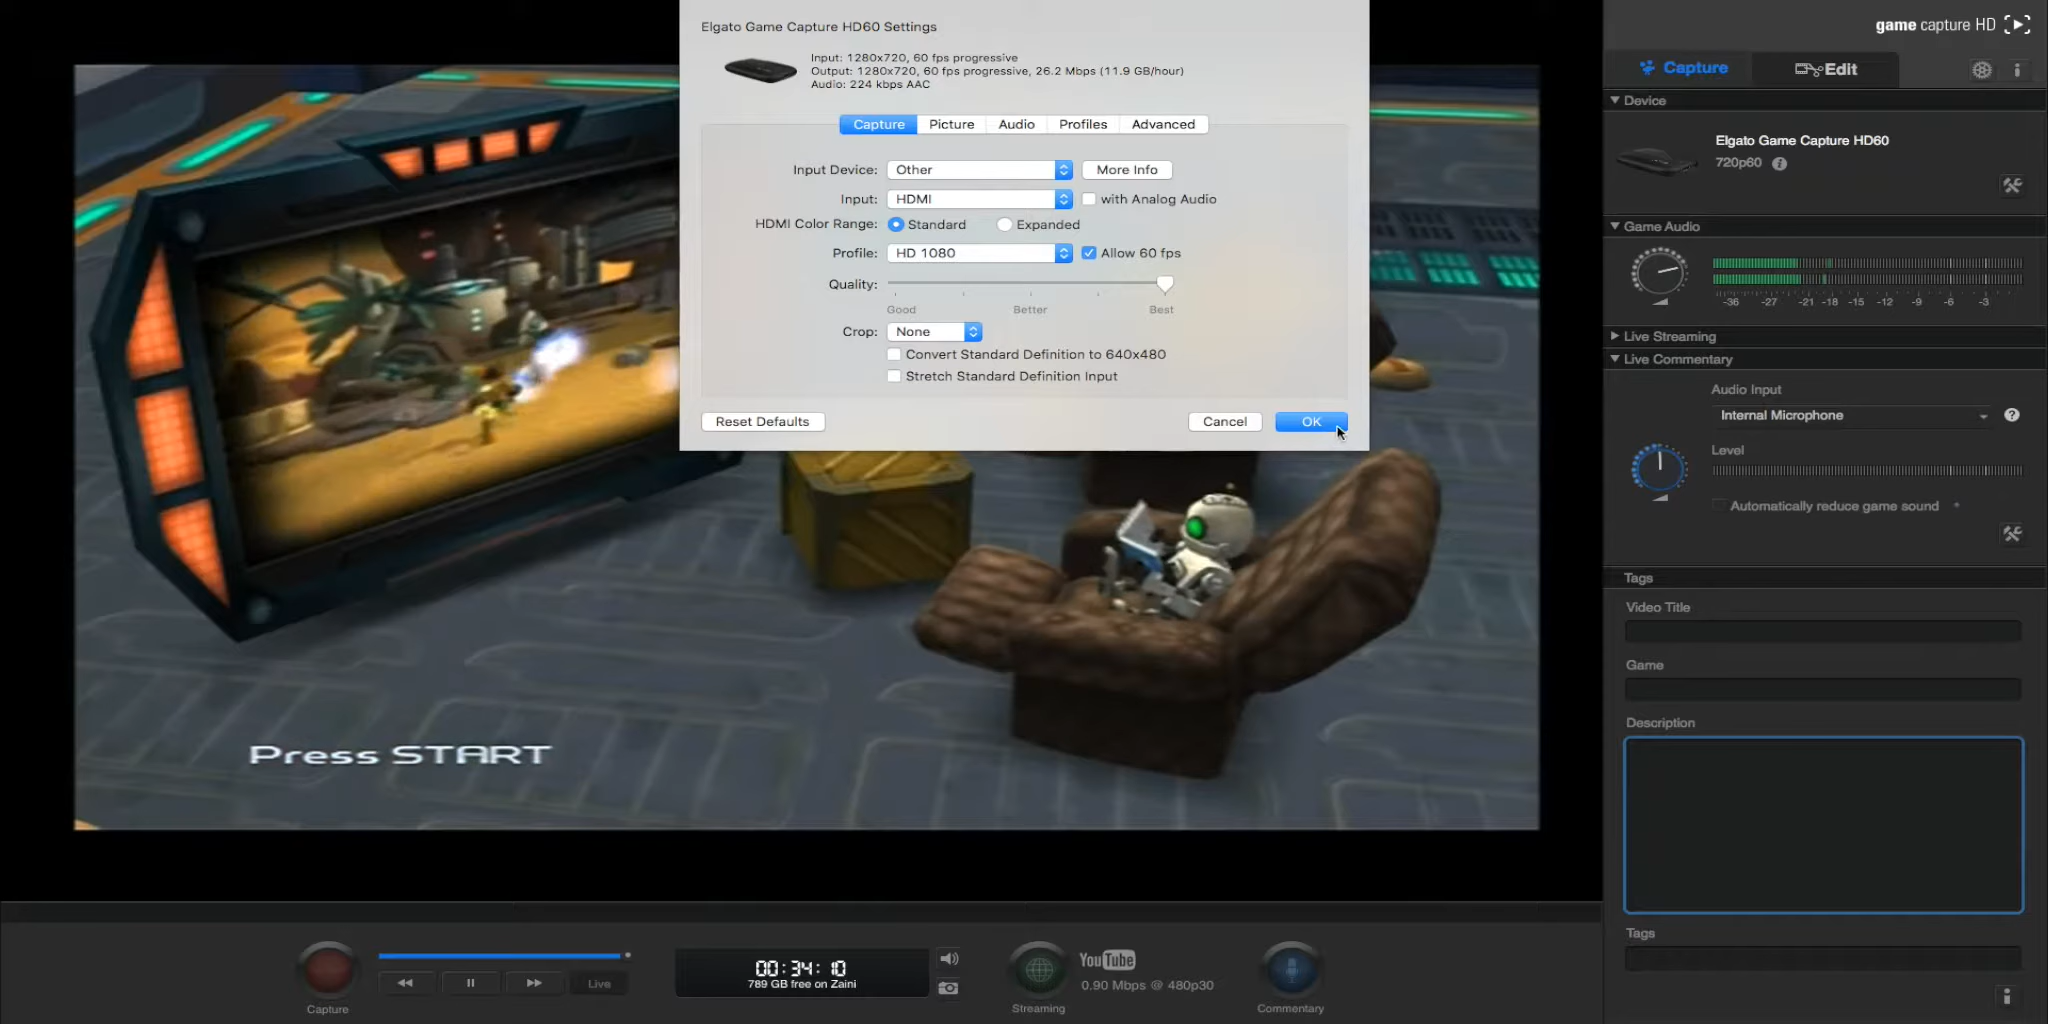 Elgato Game Capture HD60 Settings
Input: 1280x720, 60 fps progressive
Output: 1280x720, 60 fps progressive, 26.2 Mbps (11.9 GB/hour)
Audio: 224 kbps AAC
Capture Picture Audio Profiles Advanced
Input Device: Other More Info
Input: HDMI with Analog Audio
HDMI Color Range: Standard Expanded
Profile: HD 1080 Allow 60 fps
Quality:
Good Better Best
Crop: None
Convert Standard Definition to 640x480
Stretch Standard Definition Input
Reset Defaults Cancel OK
Press START
game capture HD
Capture Edit
Device
Elgato Game Capture HD60
720p60
Game Audio
-36 -27 -21 -18 -15 -12 -9 -6 -3
Live Streaming
Live Commentary
Audio Input
Internal Microphone
Level
Automatically reduce game sound
Tags
Video Title
Game
Description
Tags
Capture
Live
00:34:10
789 GB free on Zaini
Streaming
YouTube
0.90 Mbps @ 480p30
Commentary